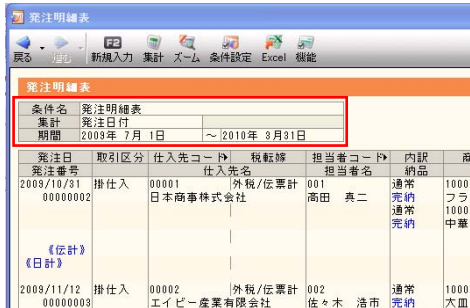 発注明細表
戻る 進む F2 新規入力 集計 ズーム 条件設定 Excel 機能
発注明細表
条件名 発注明細表
集計 発注日付
期間 2009年 7月 1日 ～ 2010年 3月31日
発注日 取引区分 仕入先コード 税転嫁 担当者コード 内訳 商
発注番号 仕入先名 担当者名 納品
2009/10/31 掛仕入 00001 外税/伝票計 001 通常 1000
00000002 日本商事株式会社 高田 真二 完納 フラ
通常 1000
完納 中華
《伝計》
《日計》
2009/11/12 掛仕入 00002 外税/伝票計 002 通常 1000
00000003 エイビー産業有限会社 佐々木 浩市 完納 大皿